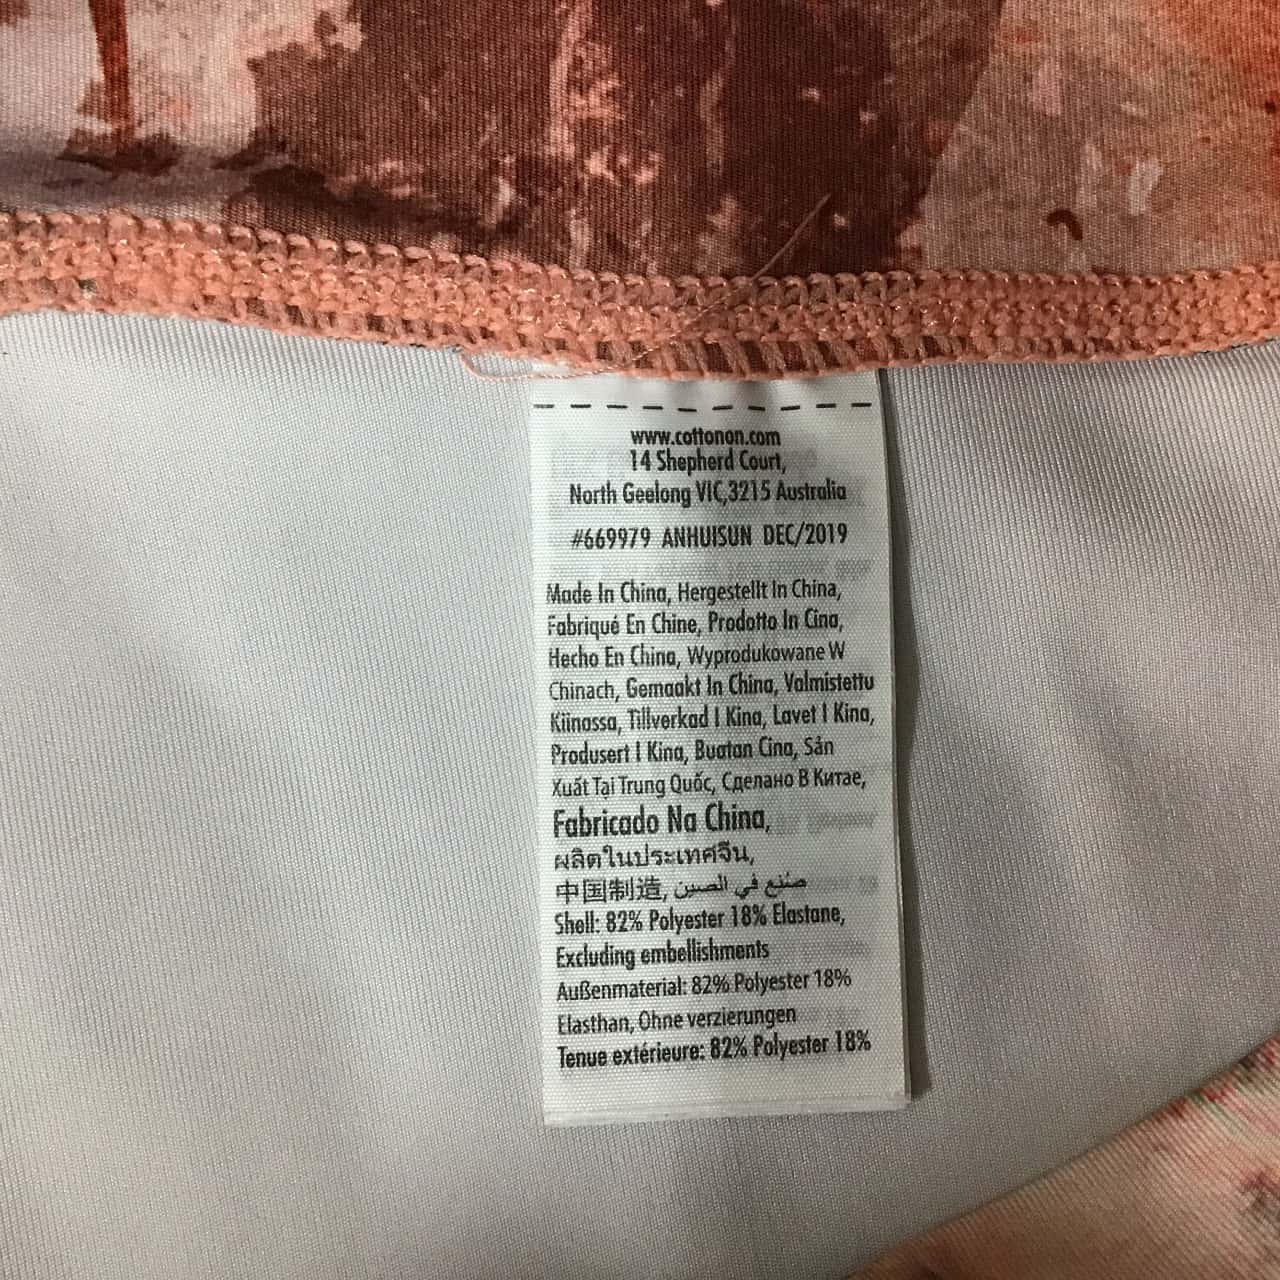 www.cottonon.com
14 Shepherd Court,
North Geelong VIC,3215 Australia
#669979 ANHUISUN DEC/2019
Made In China, Hergestellt In China,
Fabriqué En Chine, Prodotto In Cina,
Hecho En China, Wyprodukowane W
Chinach, Gemaakt In China, Valmistettu
Kiinassa, Tillverkad I Kina, Lavet I Kina,
Produsert I Kina, Buatan Cina, Sản
Xuất Tại Trung Quốc, Сделано В Китае,
Fabricado Na China,
ผลิตในประเทศจีน,
中国制造, صُنع في الصين
Shell: 82% Polyester 18% Elastane,
Excluding embellishments
Außenmaterial: 82% Polyester 18%
Elasthan, Ohne verzierungen
Tenue extérieure: 82% Polyester 18%